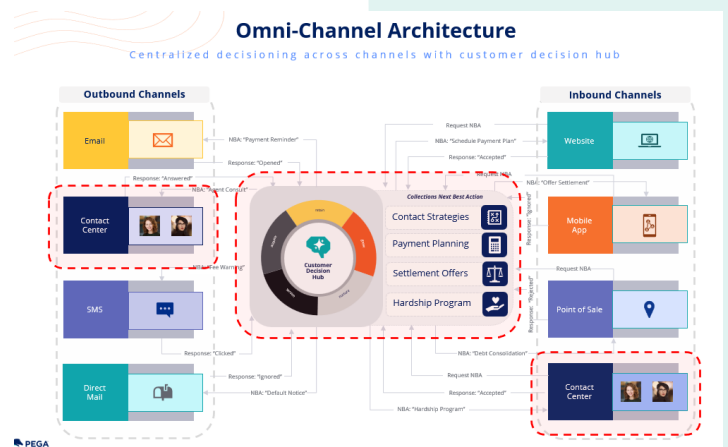 Omni-Channel Architecture
Centralized decisioning across channels with customer decision hub
Outbound Channels
Inbound Channels
Email
Contact
Center
SMS
Direct
Mail
NBA: "Payment Reminder"
Response: "Opened"
Response: "Answered"
NBA: "Agent Consult"
NBA: "Fee Warning"
Response: "Clicked"
Response: "Ignored"
NBA: "Default Notice"
Customer
Decision
Hub
Collections Next Best Action
Contact Strategies
Payment Planning
Settlement Offers
Hardship Program
Request NBA
NBA: "Schedule Payment Plan"
Response: "Accepted"
Request NBA
NBA: "Offer Settlement"
Response: "Ignored"
Request NBA
Response: "Rejected"
NBA: "Debt Consolidation"
Request NBA
Response: "Accepted"
NBA: "Hardship Program"
Website
Mobile
App
Point of Sale
Contact
Center
PEGA